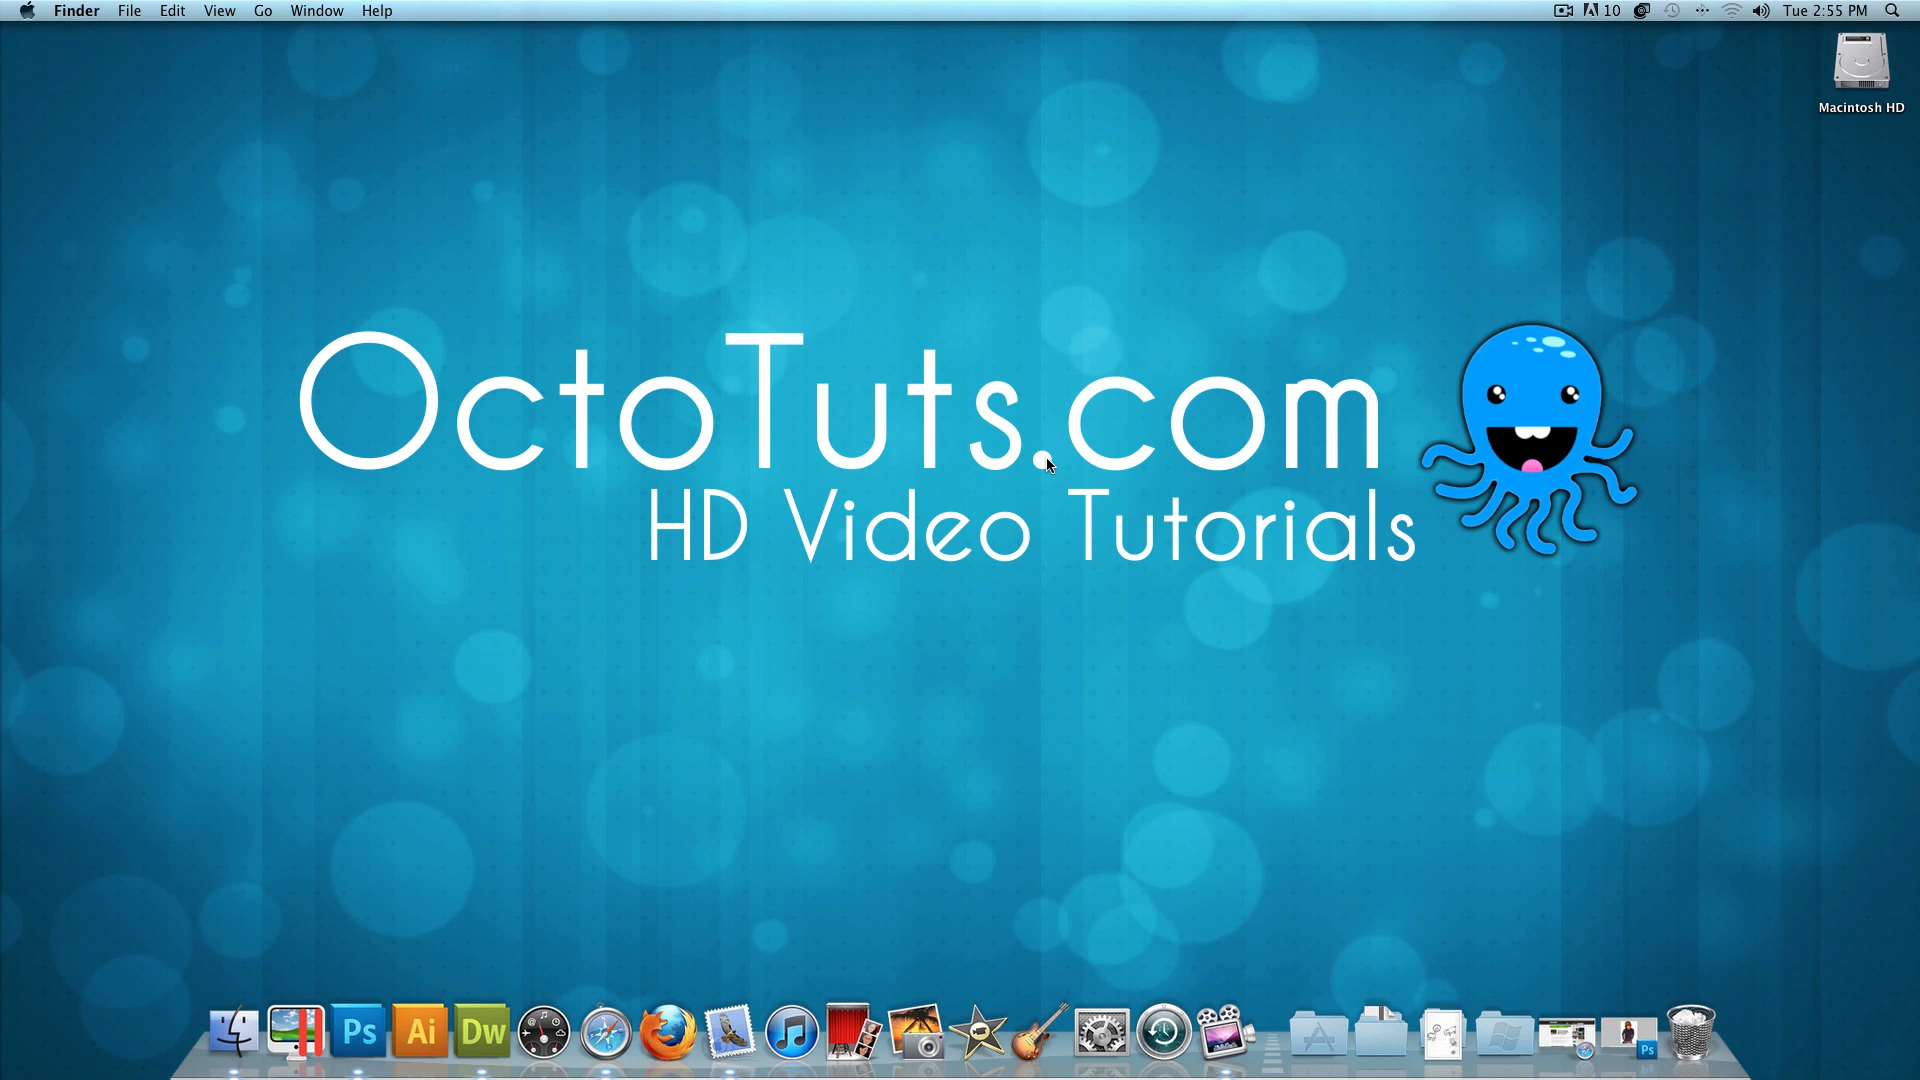 Finder File Edit View Go Window Help 10 Tue 2:55 PM
Macintosh HD
OctoTuts.com
HD Video Tutorials
Ps Ai Dw
Ps